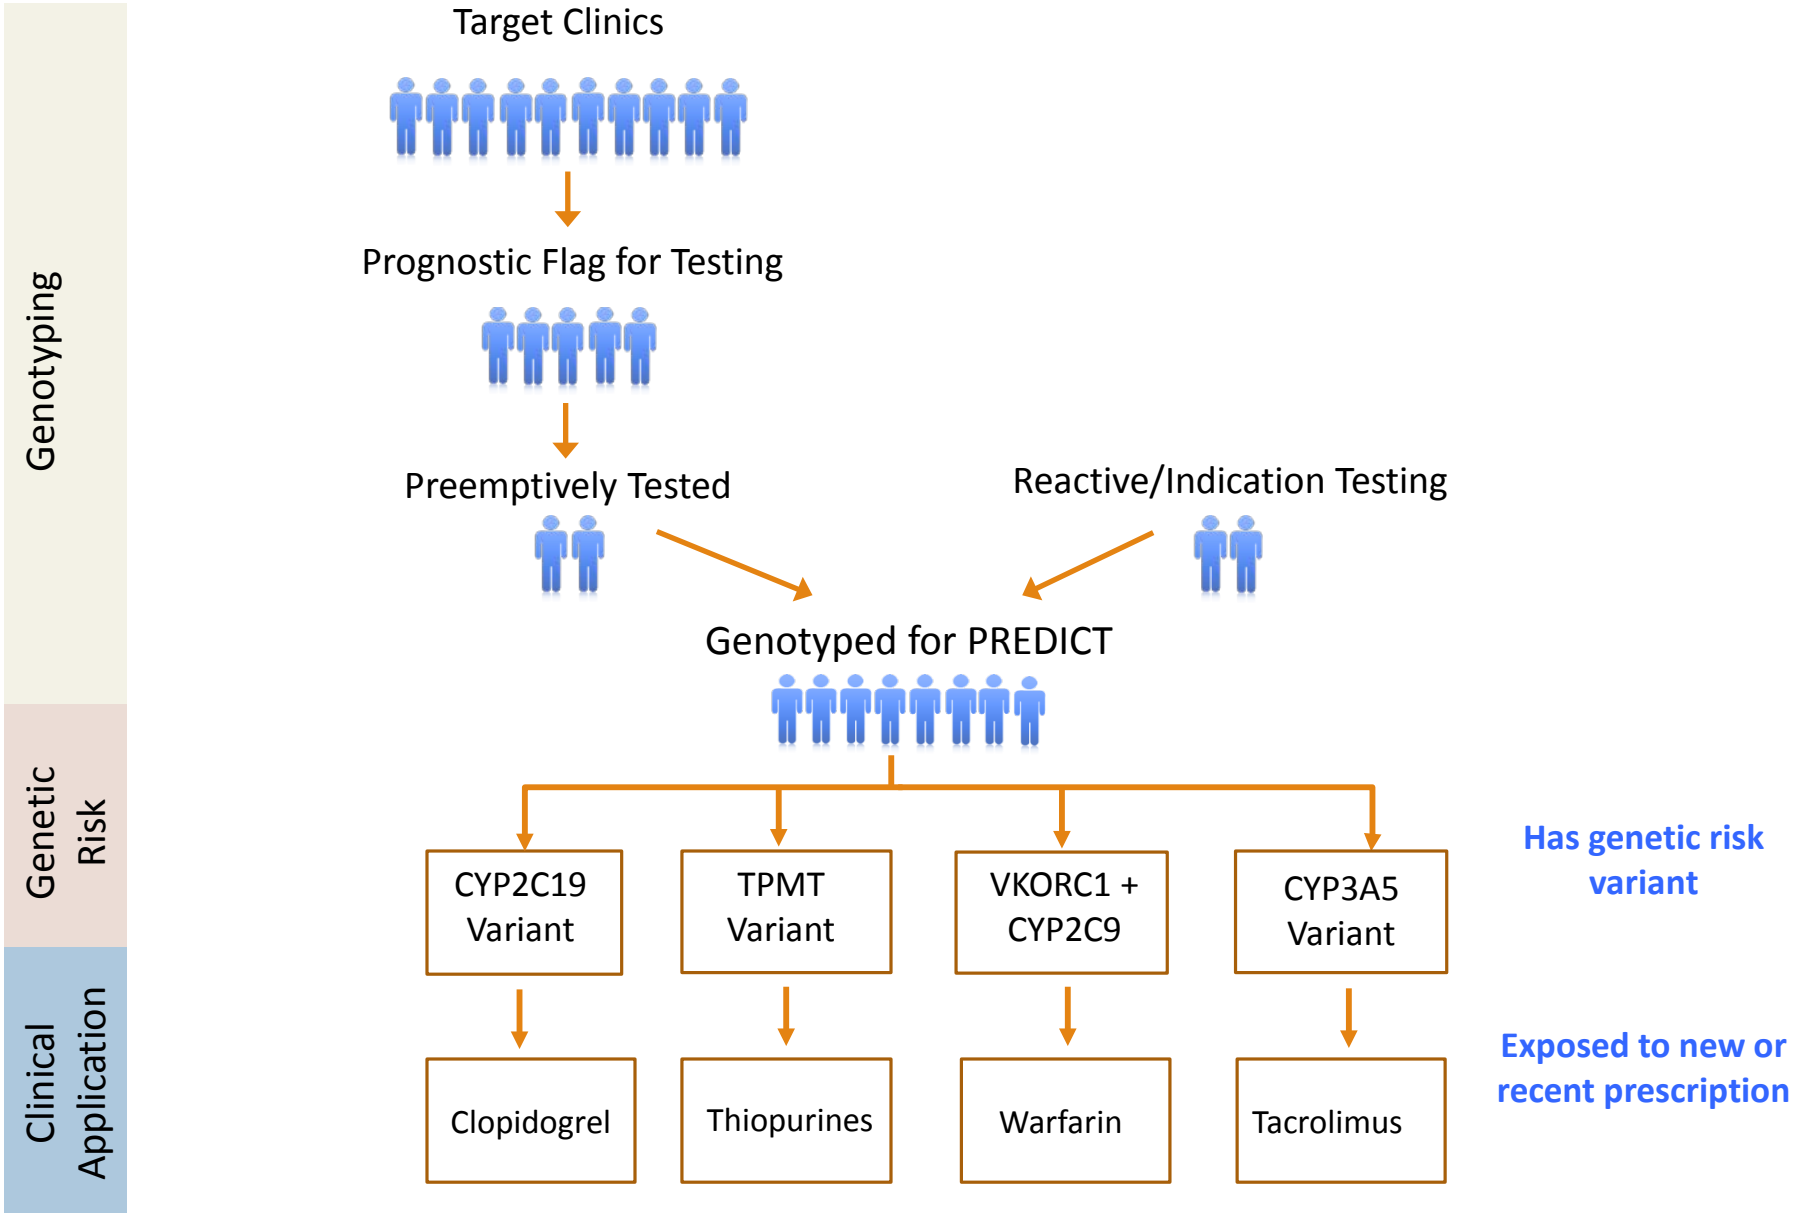 Target Clinics
Prognostic Flag for Testing
Preemptively Tested
Reactive/Indication Testing
Genotyped for PREDICT
Genotyping
Genetic
Risk
CYP2C19
Variant
TPMT
Variant
VKORC1 +
CYP2C9
CYP3A5
Variant
Has genetic risk
variant
Clinical
Application
Clopidogrel
Thiopurines
Warfarin
Tacrolimus
Exposed to new or
recent prescription